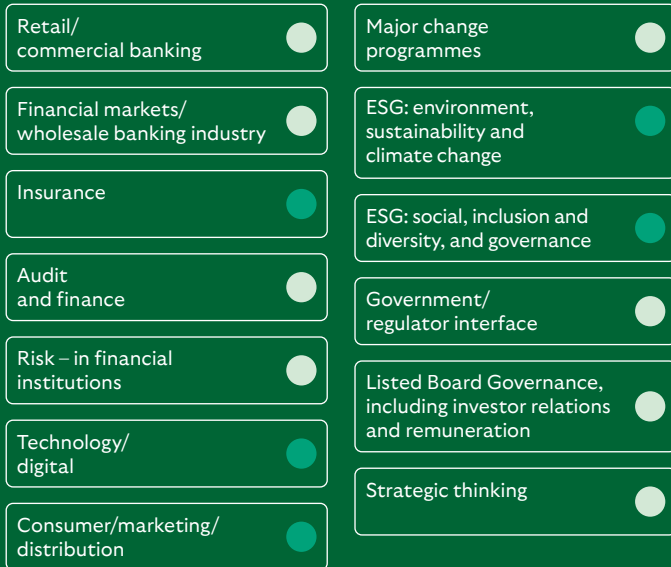 Retail/
commercial banking
Financial markets/
wholesale banking industry
Insurance
Audit
and finance
Risk – in financial
institutions
Technology/
digital
Consumer/marketing/
distribution
Major change
programmes
ESG: environment,
sustainability and
climate change
ESG: social, inclusion and
diversity, and governance
Government/
regulator interface
Listed Board Governance,
including investor relations
and remuneration
Strategic thinking